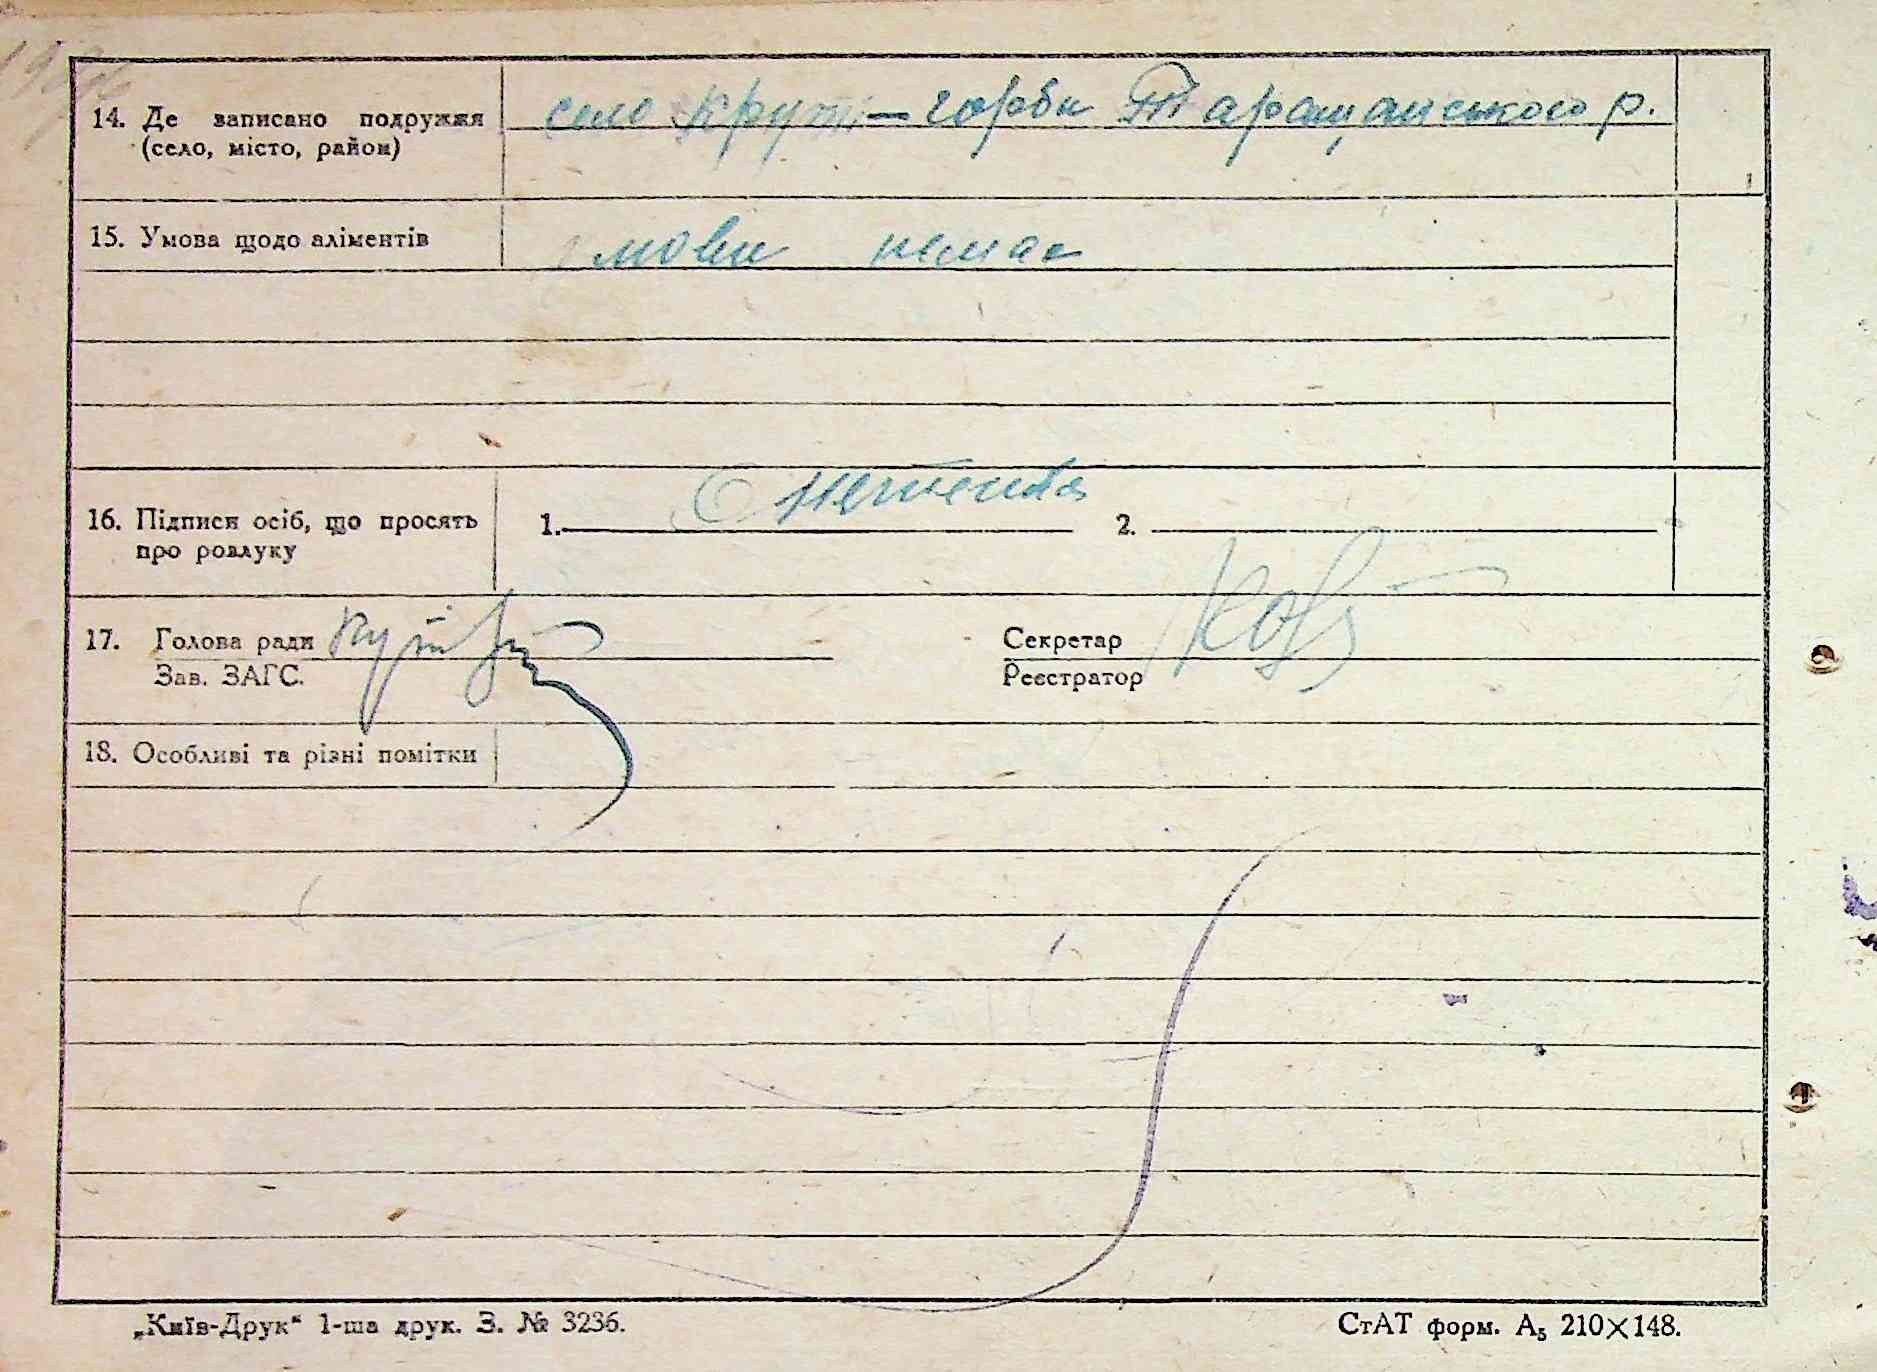 14. Де записано подружжя село Круті-горби Таращанського р.
(село, місто, район)
15. Умова щодо аліментів умови немає
16. Підписи осіб, що просять 1. 2.
про розлуку
17. Голова ради Секретар
Зав. ЗАГС. Реєстратор
18. Особливі та різні помітки
„Київ-Друк“ 1-ша друк. З. № 3236. СтАТ форм. А₅ 210×148.